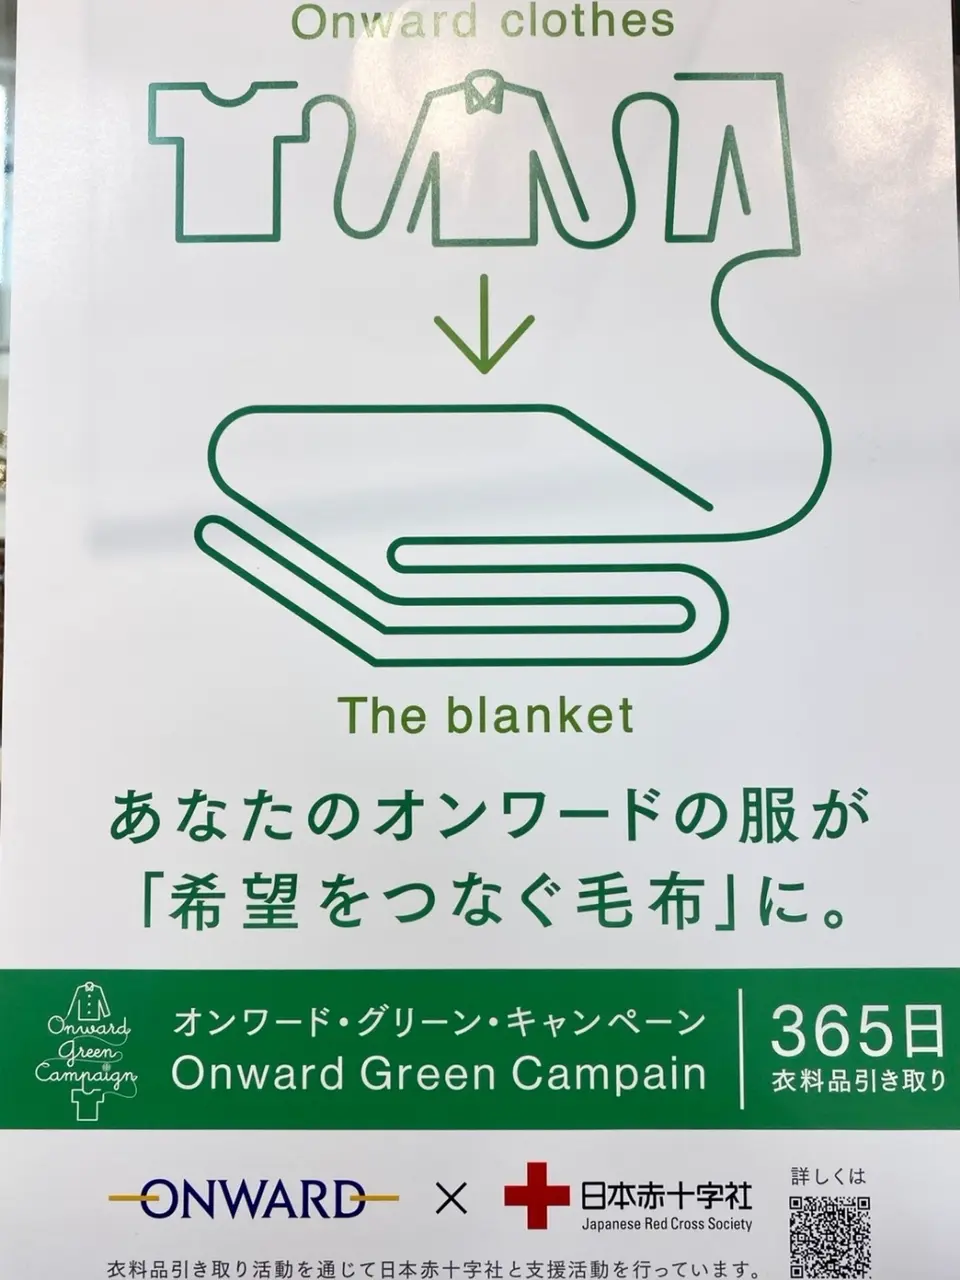 Onward clothes
The blanket
あなたのオンワードの服が
「希望をつなぐ毛布」に。
Onward
Green
Campaign
オンワード・グリーン・キャンペーン
Onward Green Campain
365日
衣料品引き取り
ONWARD × 日本赤十字社
Japanese Red Cross Society
詳しくは
衣料品引き取り活動を通じて日本赤十字社と支援活動を行っています。